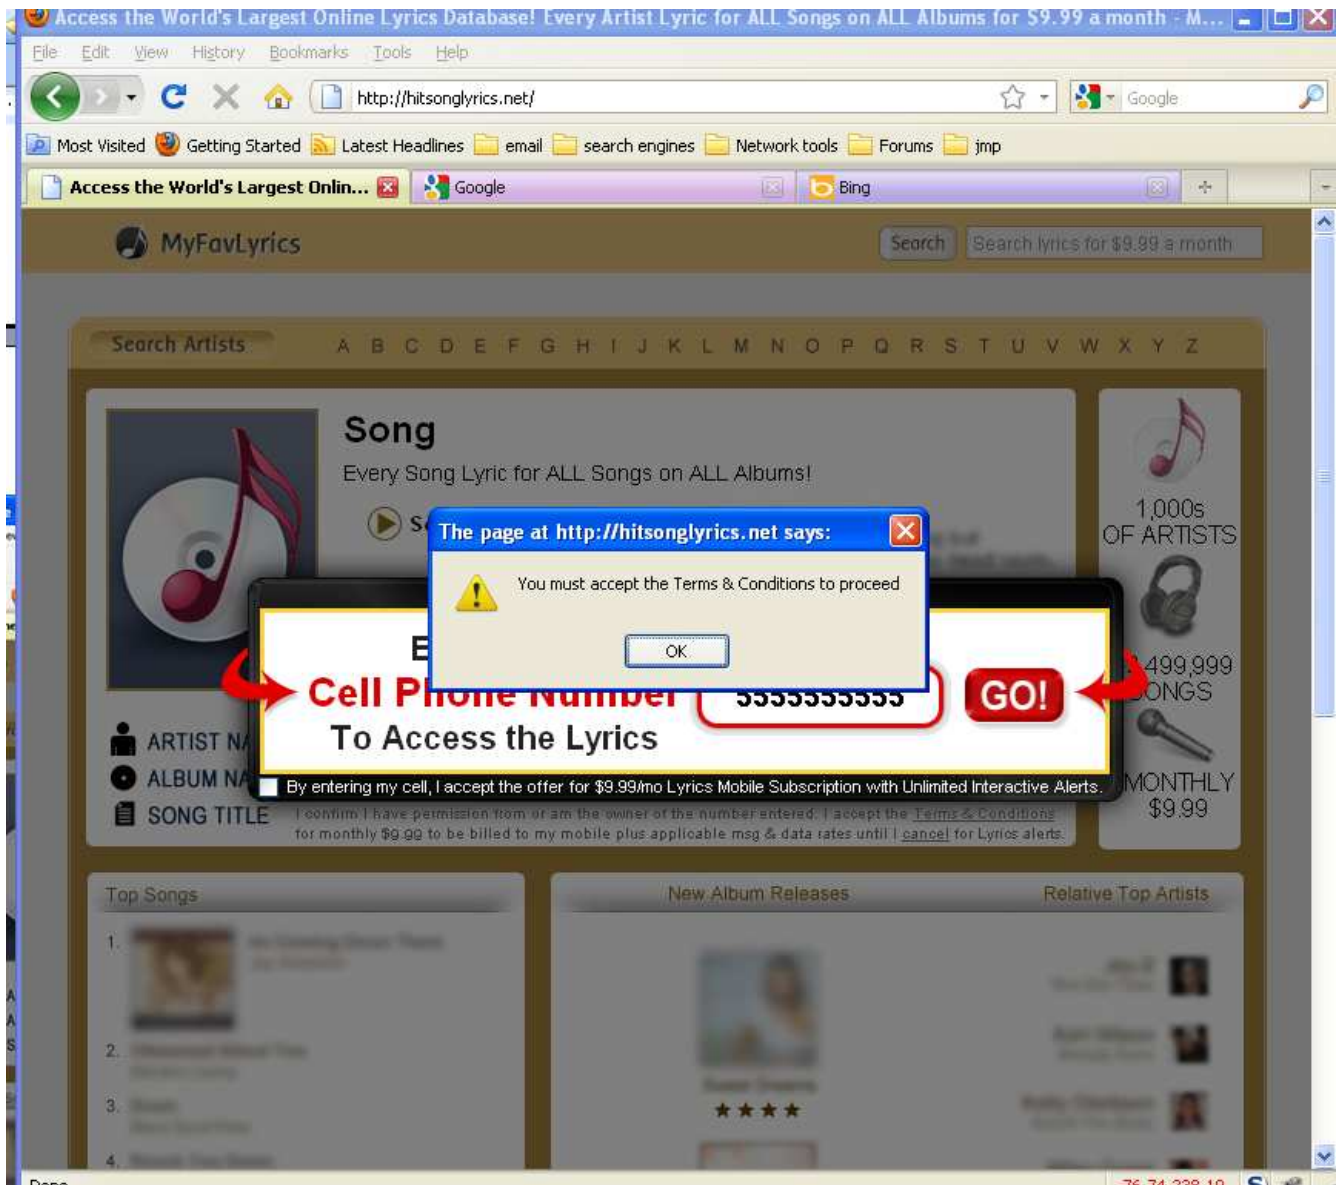 Access the World's Largest Online Lyrics Database! Every Artist Lyric for ALL Songs on ALL Albums for $9.99 a month - M...
File Edit View History Bookmarks Tools Help
http://hitsonglyrics.net/
Google
Most Visited Getting Started Latest Headlines email search engines Network tools Forums jmp
Access the World's Largest Onlin... Google Bing
MyFavLyrics
Search Search lyrics for $9.99 a month
Search Artists A B C D E F G H I J K L M N O P Q R S T U V W X Y Z
Song
Every Song Lyric for ALL Songs on ALL Albums!
1,000s
OF ARTISTS
The page at http://hitsonglyrics.net says:
You must accept the Terms & Conditions to proceed
OK
Cell Phone Number 5555555555 GO!
To Access the Lyrics
By entering my cell, I accept the offer for $9.99/mo Lyrics Mobile Subscription with Unlimited Interactive Alerts.
499,999
MONTHLY
$9.99
ARTIST
ALBUM
SONG TITLE
I confirm I have permission from or am the owner of the number entered. I accept the Terms & Conditions
for monthly $9.99 to be billed to my mobile plus applicable msg & data rates until I cancel for Lyrics alerts.
Top Songs
1.
2.
3.
4.
New Album Releases
Relative Top Artists
Done
76.74.238.19